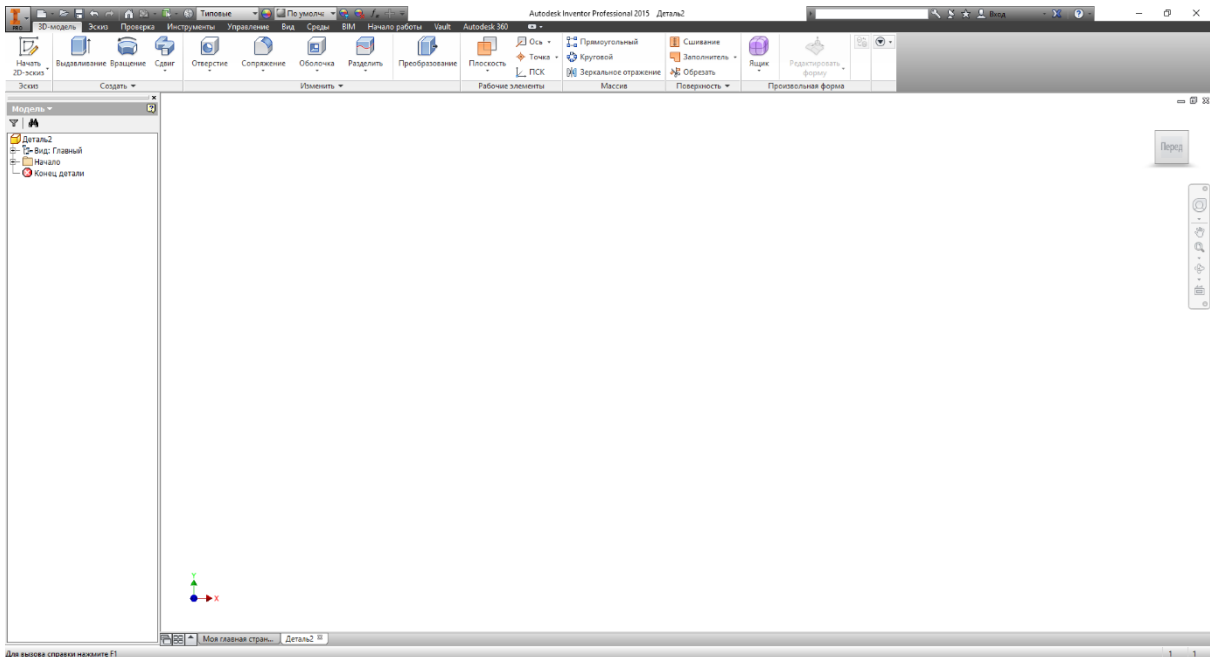 Типовые По умолч Autodesk Inventor Professional 2015 Деталь2 Вход
PRO 3D-модель Эскиз Проверка Инструменты Управление Вид Среды BIM Начало работы Vault Autodesk 360
Начать 2D-эскиз
Выдавливание Вращение Сдвиг
Отверстие Сопряжение Оболочка Разделить Преобразование
Плоскость
Ось
Точка
ПСК
Прямоугольный
Круговой
Зеркальное отражение
Сшивание
Заполнитель
Обрезать
Ящик
Редактировать форму
Эскиз Создать Изменить Рабочие элементы Массив Поверхность Произвольная форма
Модель
Деталь2
Вид: Главный
Начало
Конец детали
Перед
Y
X
Моя главная стран... Деталь2
Для вызова справки нажмите F1 1 1